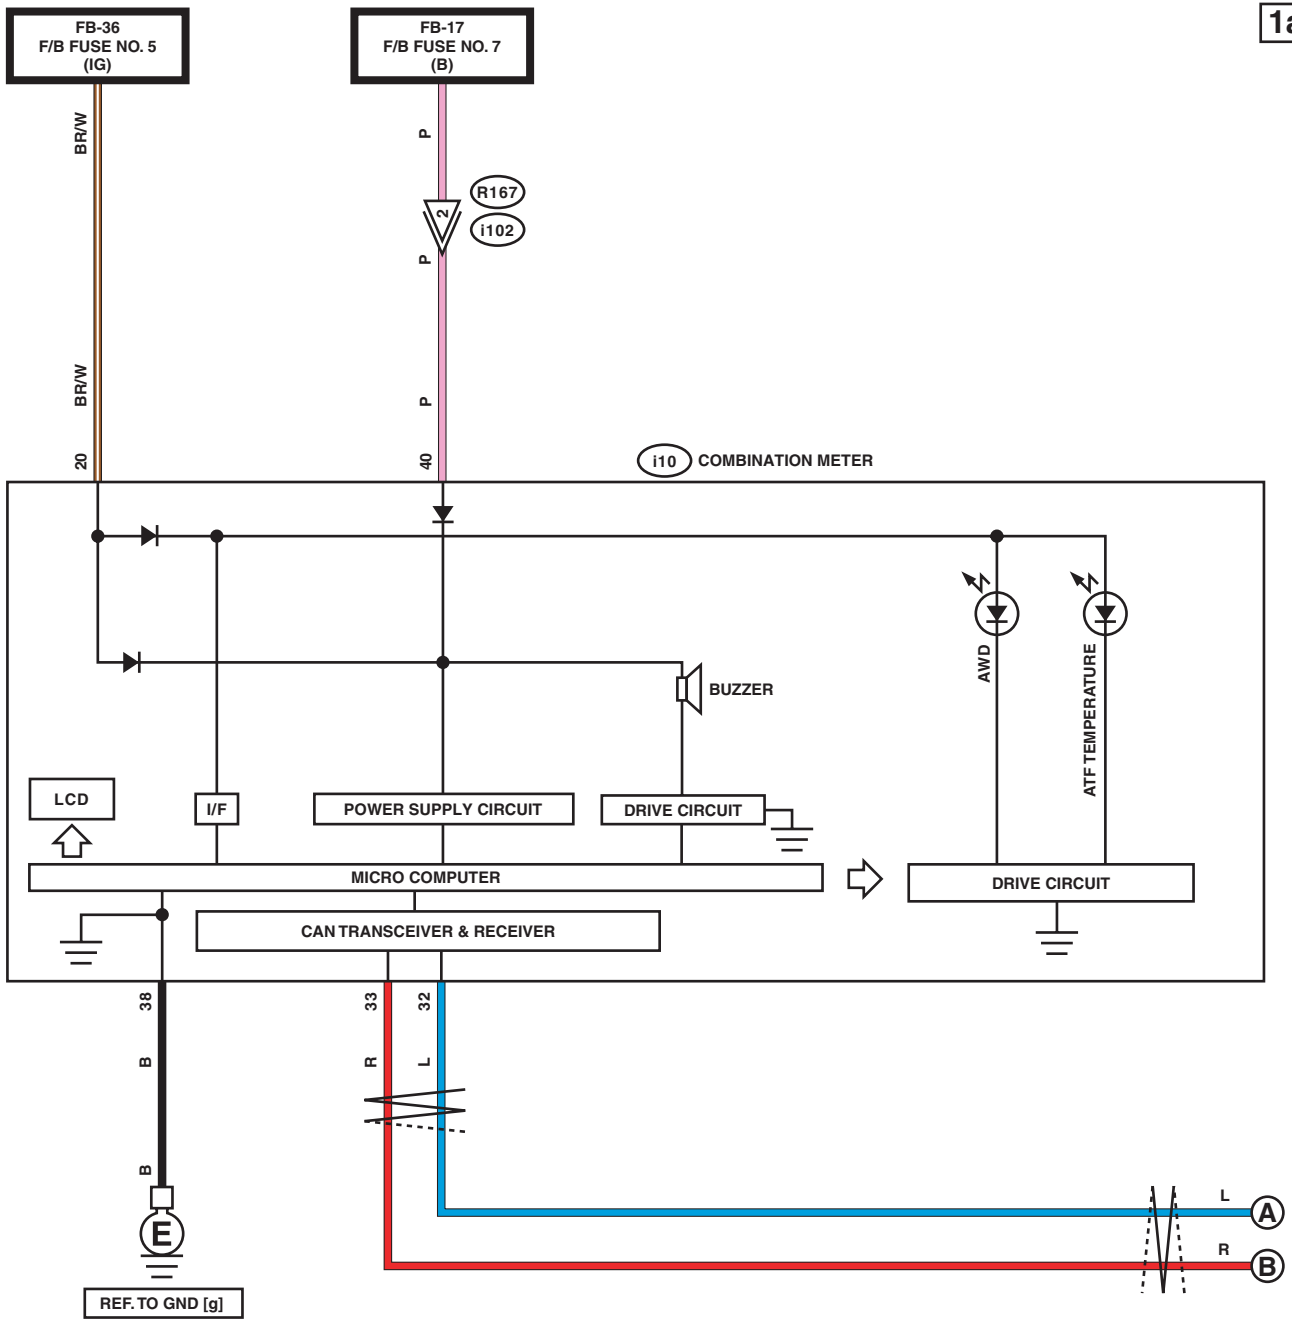 FB-36
F/B FUSE NO. 5
(IG)
FB-17
F/B FUSE NO. 7
(B)
1a
BR/W
P
R167
2
i102
P
BR/W
P
20
40
i10 COMBINATION METER
AWD
ATF TEMPERATURE
BUZZER
LCD
I/F
POWER SUPPLY CIRCUIT
DRIVE CIRCUIT
MICRO COMPUTER
DRIVE CIRCUIT
CAN TRANSCEIVER & RECEIVER
38
33
32
B
R
L
B
E
REF. TO GND [g]
L
A
R
B